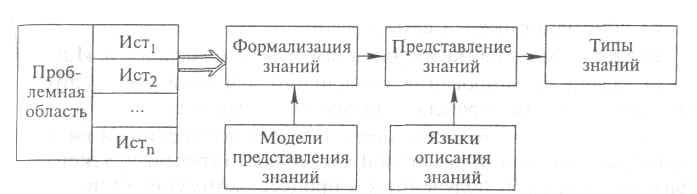 Проб-
лемная
область
Ист1
Ист2
...
Истn
Формализация
знаний
Представление
знаний
Типы
знаний
Модели
представления
знаний
Языки
описания
знаний